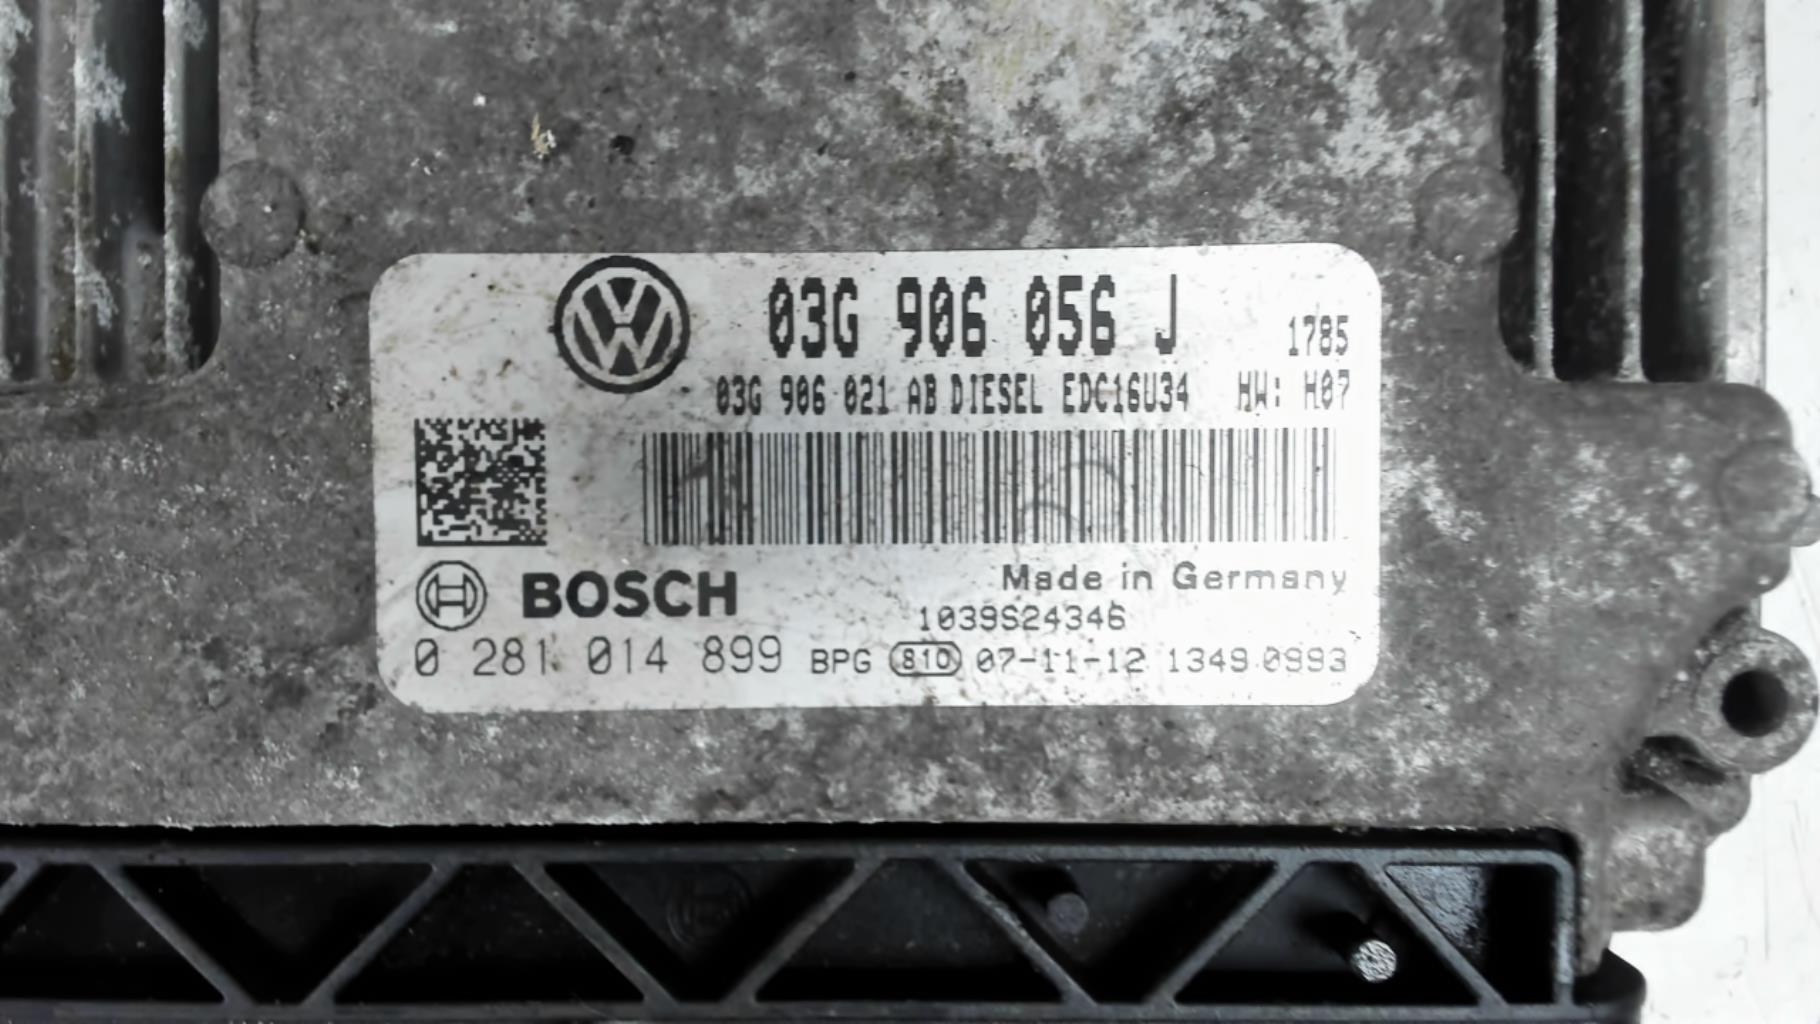 03G 906 056 J 1785
03G 906 021 AB DIESEL EDC16U34 HW: H07
BOSCH
Made in Germany
1039S24346
0 281 014 899 BPG 810 07-11-12 1349 0993